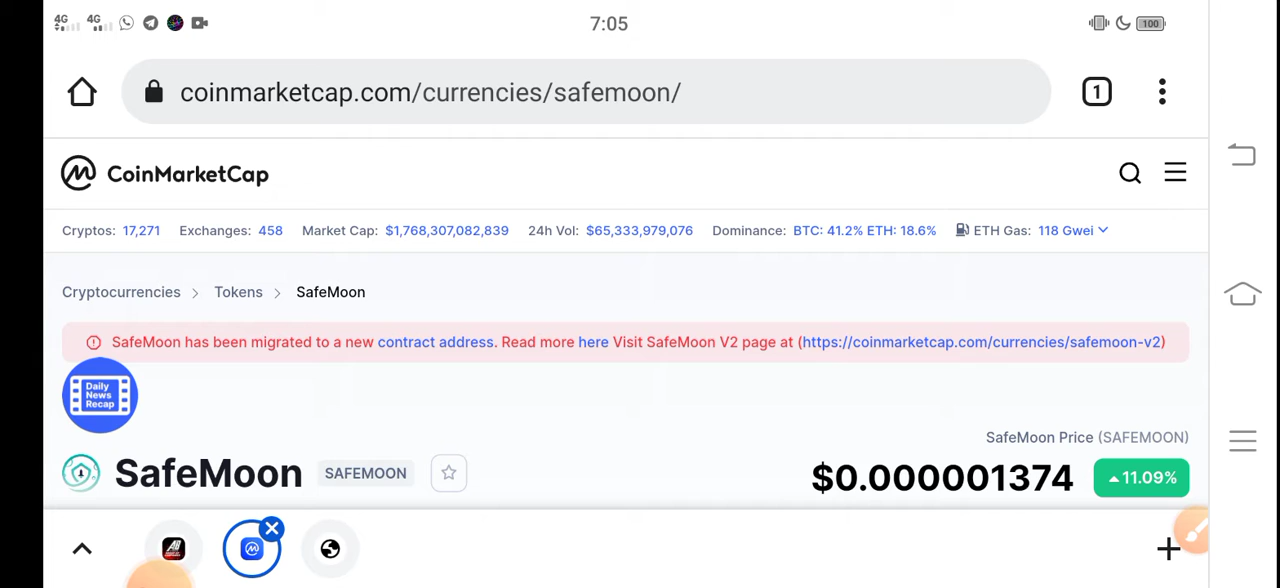 4G 4G 7:05 100
coinmarketcap.com/currencies/safemoon/ 1
CoinMarketCap
Cryptos: 17,271 Exchanges: 458 Market Cap: $1,768,307,082,839 24h Vol: $65,333,979,076 Dominance: BTC: 41.2% ETH: 18.6% ETH Gas: 118 Gwei
Cryptocurrencies > Tokens > SafeMoon
SafeMoon has been migrated to a new contract address. Read more here Visit SafeMoon V2 page at (https://coinmarketcap.com/currencies/safemoon-v2)
Daily
News
Recap
SafeMoon Price (SAFEMOON)
SafeMoon SAFEMOON $0.000001374 11.09%